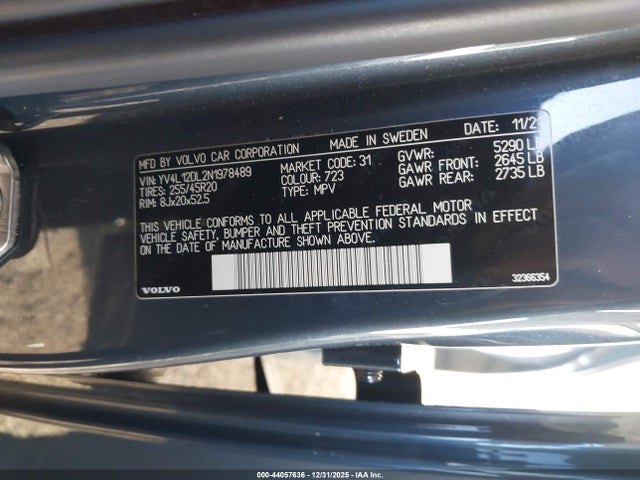 MFD BY VOLVO CAR CORPORATION MADE IN SWEDEN DATE: 11/21
VIN: YV4L12DL2N1978489 MARKET CODE: 31 GVWR: 5290 LB
TIRES: 255/45R20 COLOUR: 723 GAWR FRONT: 2645 LB
RIM: 8Jx20x52.5 TYPE: MPV GAWR REAR: 2735 LB
THIS VEHICLE CONFORMS TO ALL APPLICABLE FEDERAL MOTOR
VEHICLE SAFETY, BUMPER AND THEFT PREVENTION STANDARDS IN EFFECT
ON THE DATE OF MANUFACTURE SHOWN ABOVE.
VOLVO 32366354
000-44057636 - 12/31/2025 - IAA Inc.